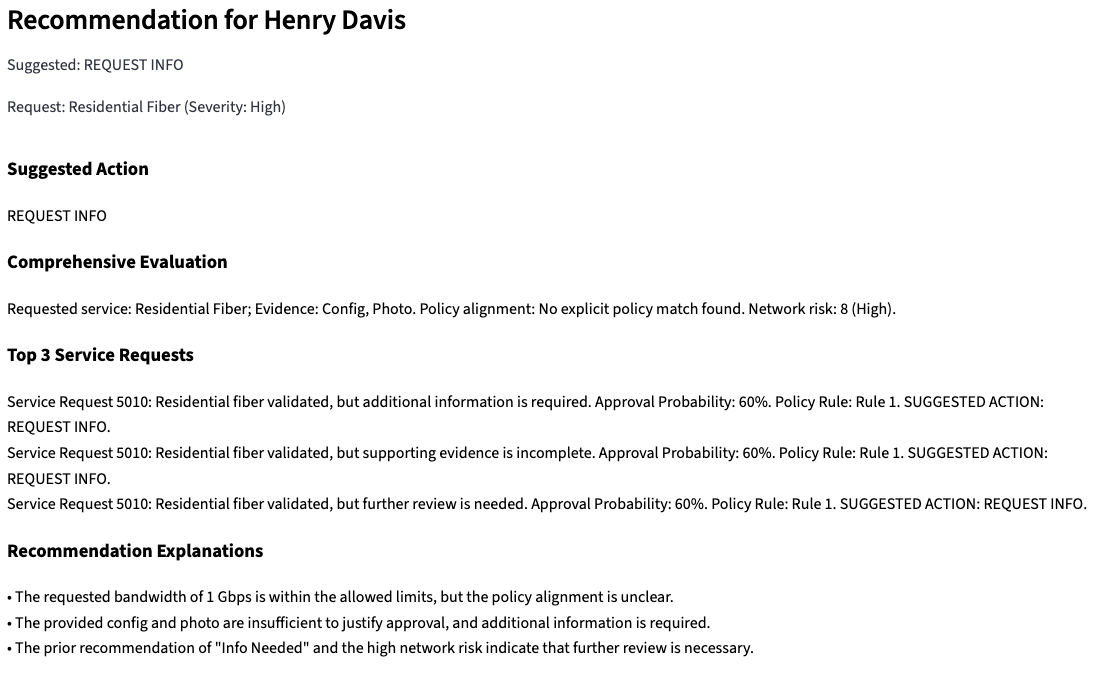 Recommendation for Henry Davis
Suggested: REQUEST INFO
Request: Residential Fiber (Severity: High)
Suggested Action
REQUEST INFO
Comprehensive Evaluation
Requested service: Residential Fiber; Evidence: Config, Photo. Policy alignment: No explicit policy match found. Network risk: 8 (High).
Top 3 Service Requests
Service Request 5010: Residential fiber validated, but additional information is required. Approval Probability: 60%. Policy Rule: Rule 1. SUGGESTED ACTION:
REQUEST INFO.
Service Request 5010: Residential fiber validated, but supporting evidence is incomplete. Approval Probability: 60%. Policy Rule: Rule 1. SUGGESTED ACTION:
REQUEST INFO.
Service Request 5010: Residential fiber validated, but further review is needed. Approval Probability: 60%. Policy Rule: Rule 1. SUGGESTED ACTION: REQUEST INFO.
Recommendation Explanations
• The requested bandwidth of 1 Gbps is within the allowed limits, but the policy alignment is unclear.
• The provided config and photo are insufficient to justify approval, and additional information is required.
• The prior recommendation of "Info Needed" and the high network risk indicate that further review is necessary.